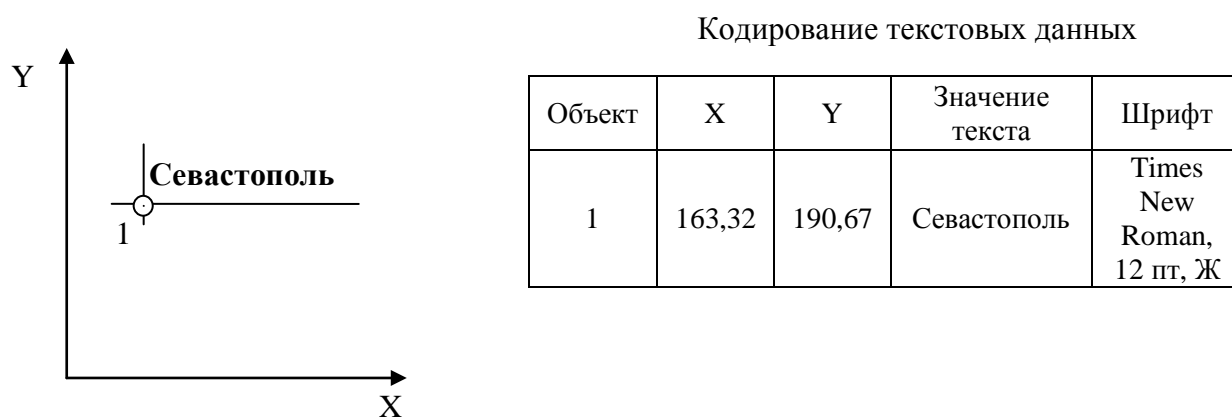 Кодирование текстовых данных
Y
Севастополь
1
X
Объект X Y Значение текста Шрифт
1 163,32 190,67 Севастополь Times New Roman, 12 пт, Ж